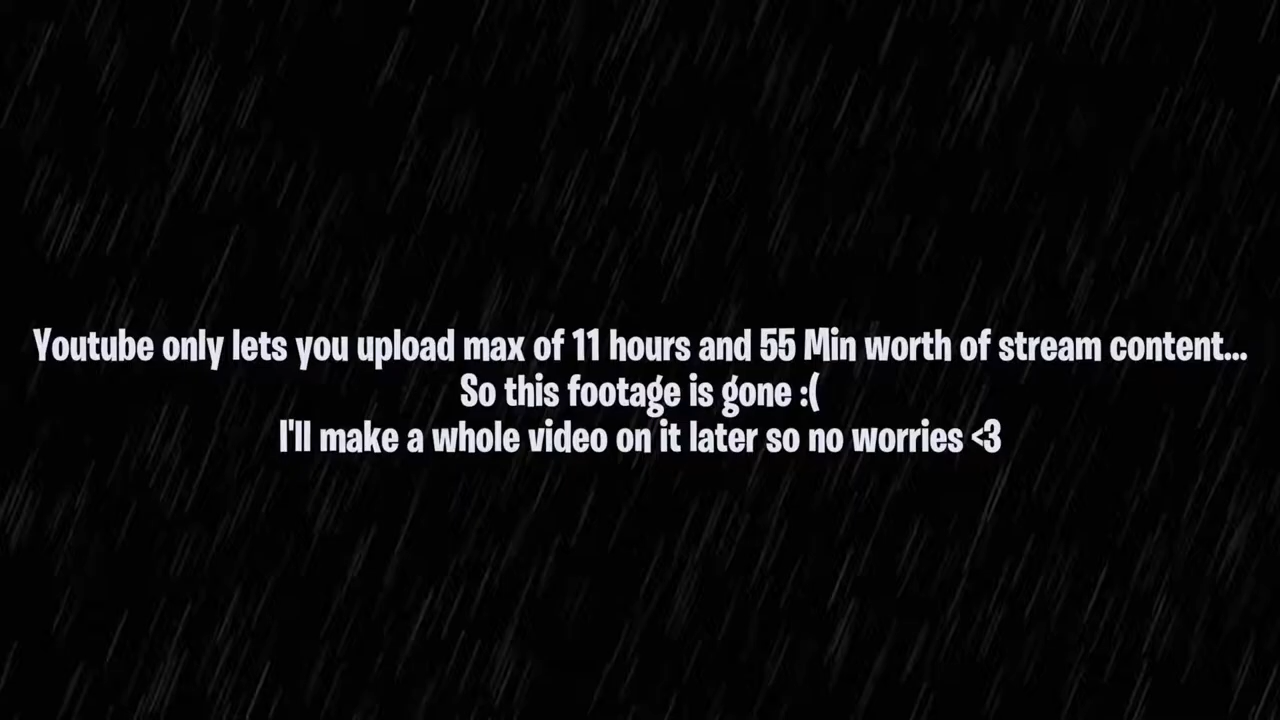 Youtube only lets you upload max of 11 hours and 55 Min worth of stream content...
So this footage is gone :(
I'll make a whole video on it later so no worries <3